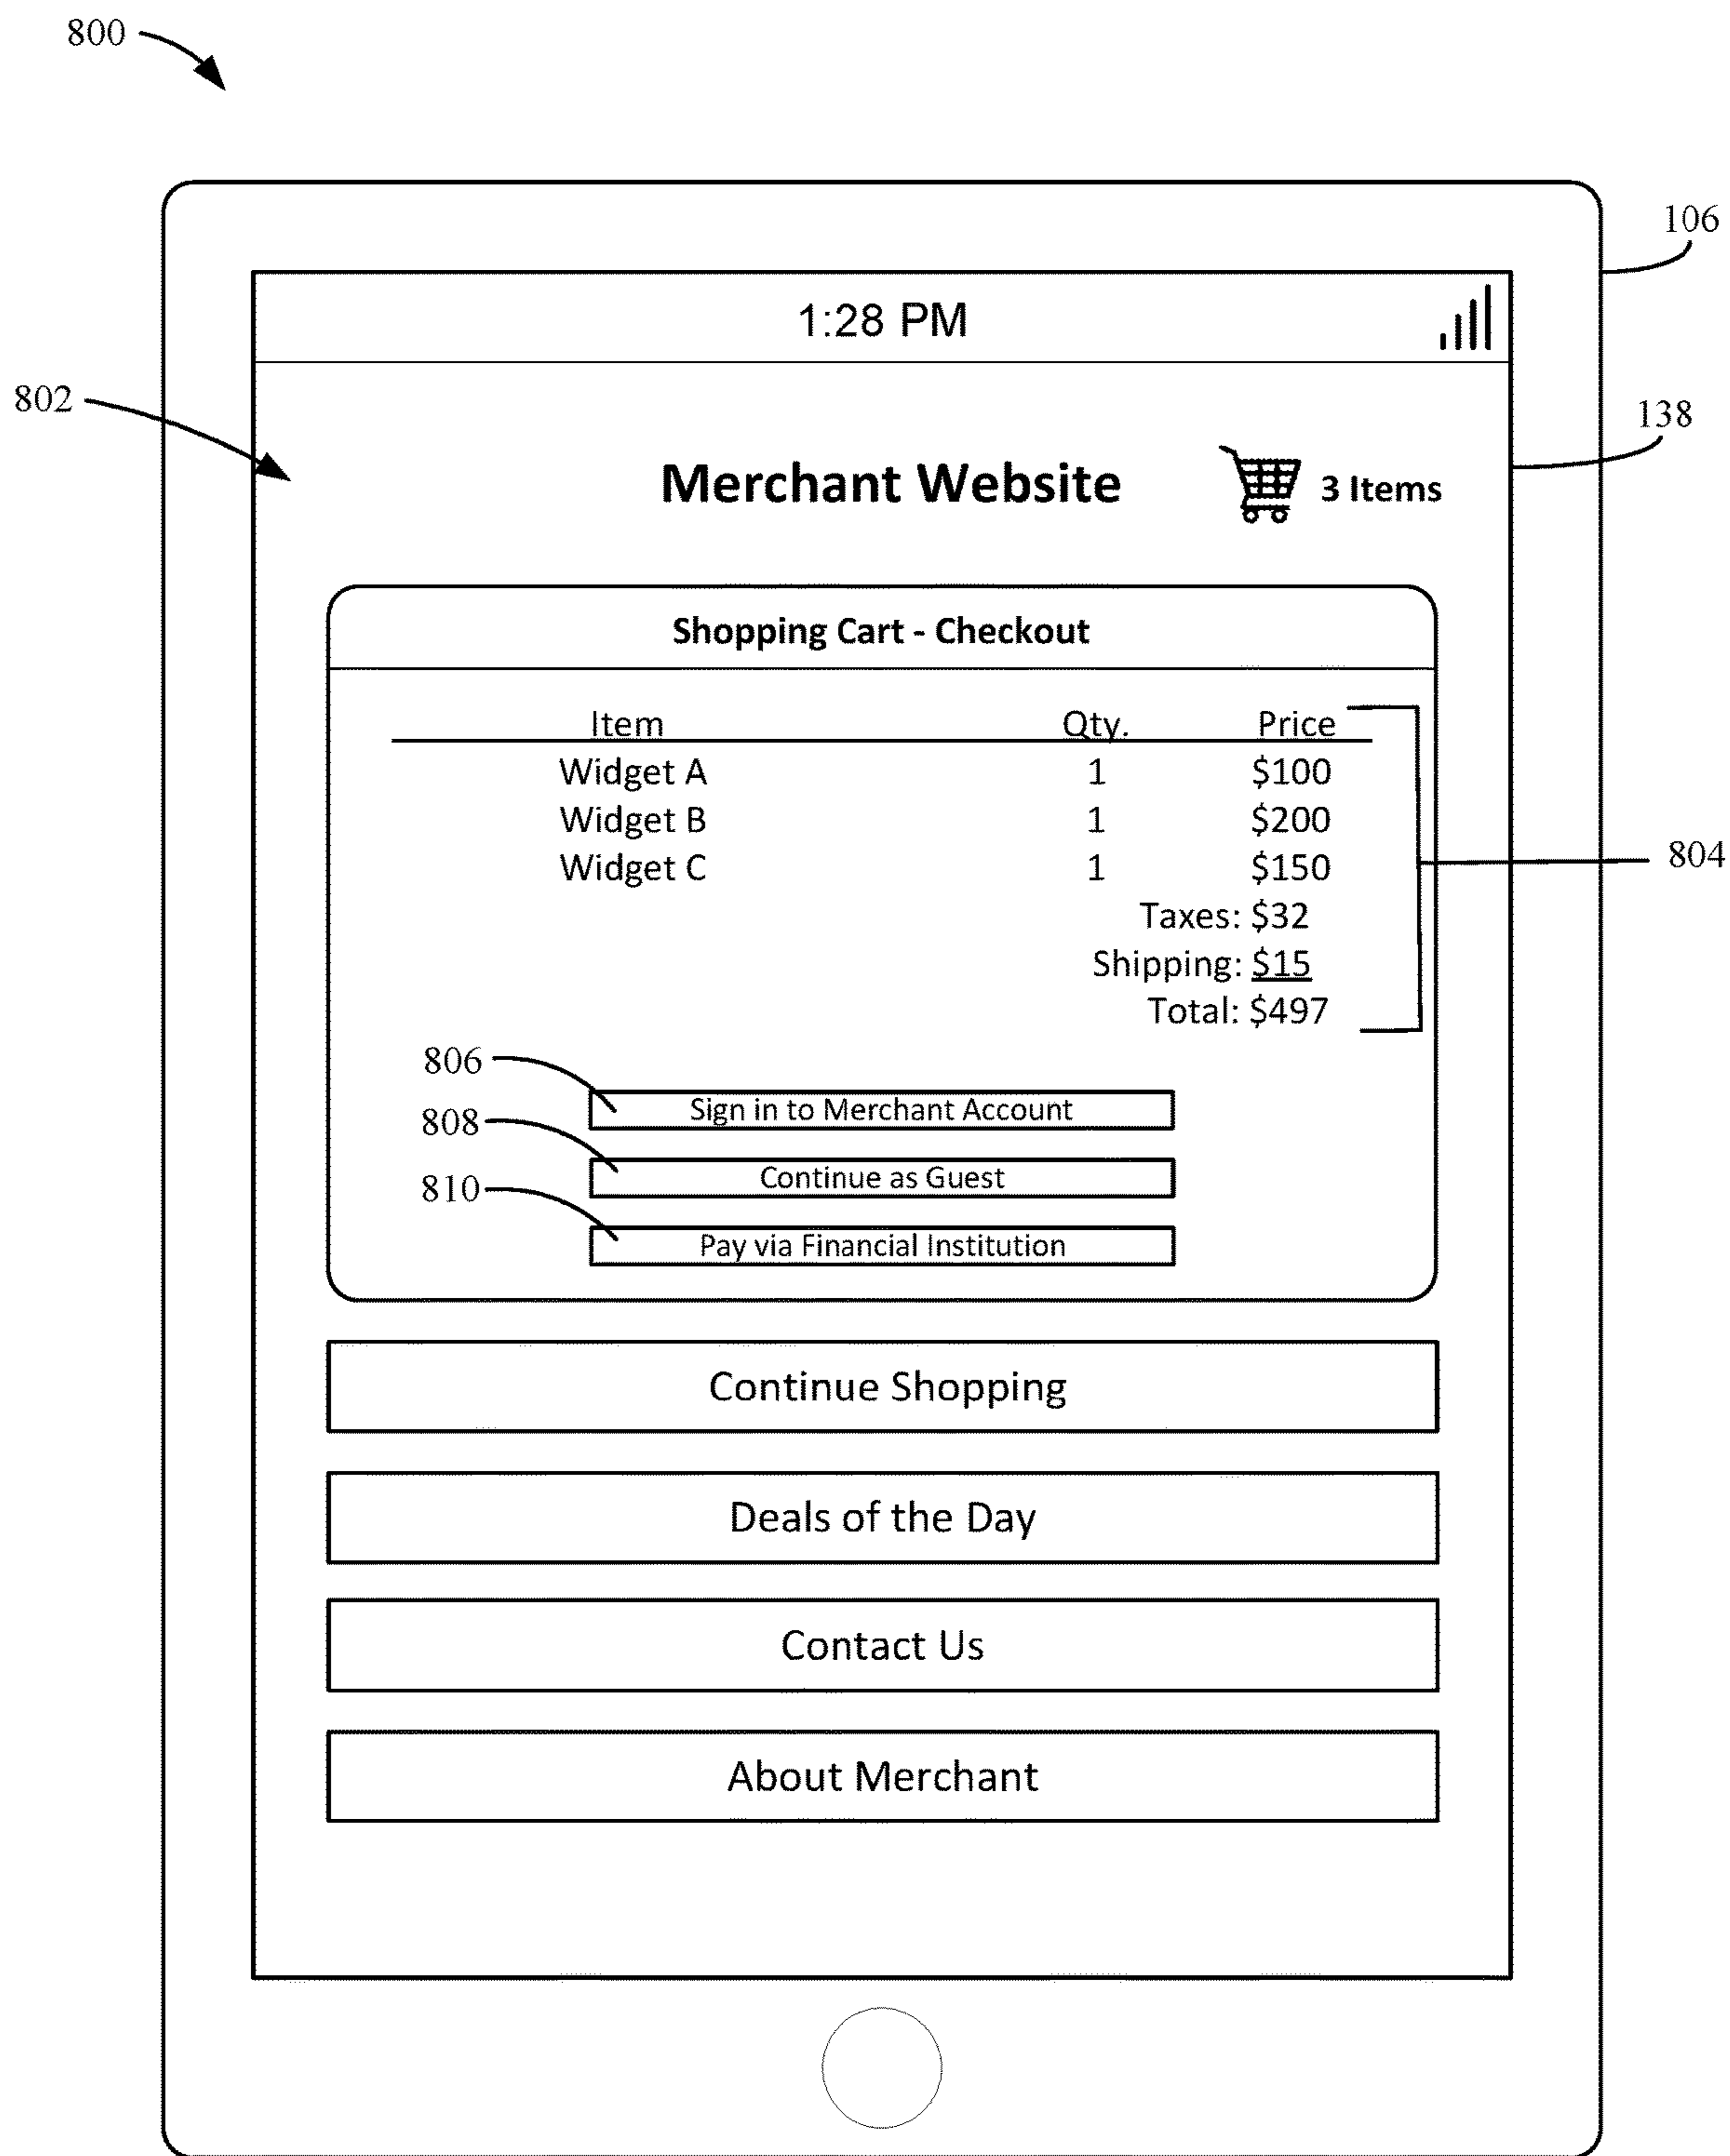 800
106
1:28 PM
802
138
Merchant Website 3 Items
Shopping Cart - Checkout
Item Qty. Price
Widget A 1 $100
Widget B 1 $200
Widget C 1 $150
804
Taxes: $32
Shipping: $15
Total: $497
806
Sign in to Merchant Account
808
Continue as Guest
810
Pay via Financial Institution
Continue Shopping
Deals of the Day
Contact Us
About Merchant